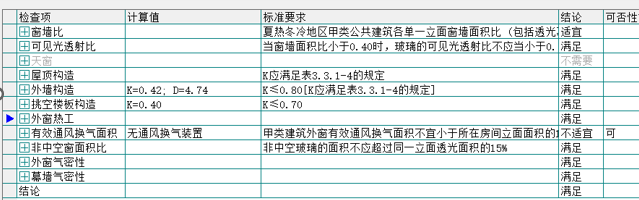 检查项 计算值 标准要求 结论 可否性
窗墙比 夏热冬冷地区甲类公共建筑各单一立面窗墙面积比（包括透光 适宜
可见光透射比 当窗墙面积比小于0.40时，玻璃的可见光透射比不应当小于0. 满足
天窗 不需要
屋顶构造 K应满足表3.3.1-4的规定 满足
外墙构造 K=0.42; D=4.74 K≤0.80[K应满足表3.3.1-4的规定] 满足
挑空楼板构造 K=0.40 K≤0.70 满足
外窗热工 满足
有效通风换气面积 无通风换气装置 甲类建筑外窗有效通风换气面积不宜小于所在房间立面面积的 不适宜 可
非中空窗面积比 非中空玻璃的面积不应超过同一立面透光面积的15% 满足
外窗气密性 满足
幕墙气密性 满足
结论 满足